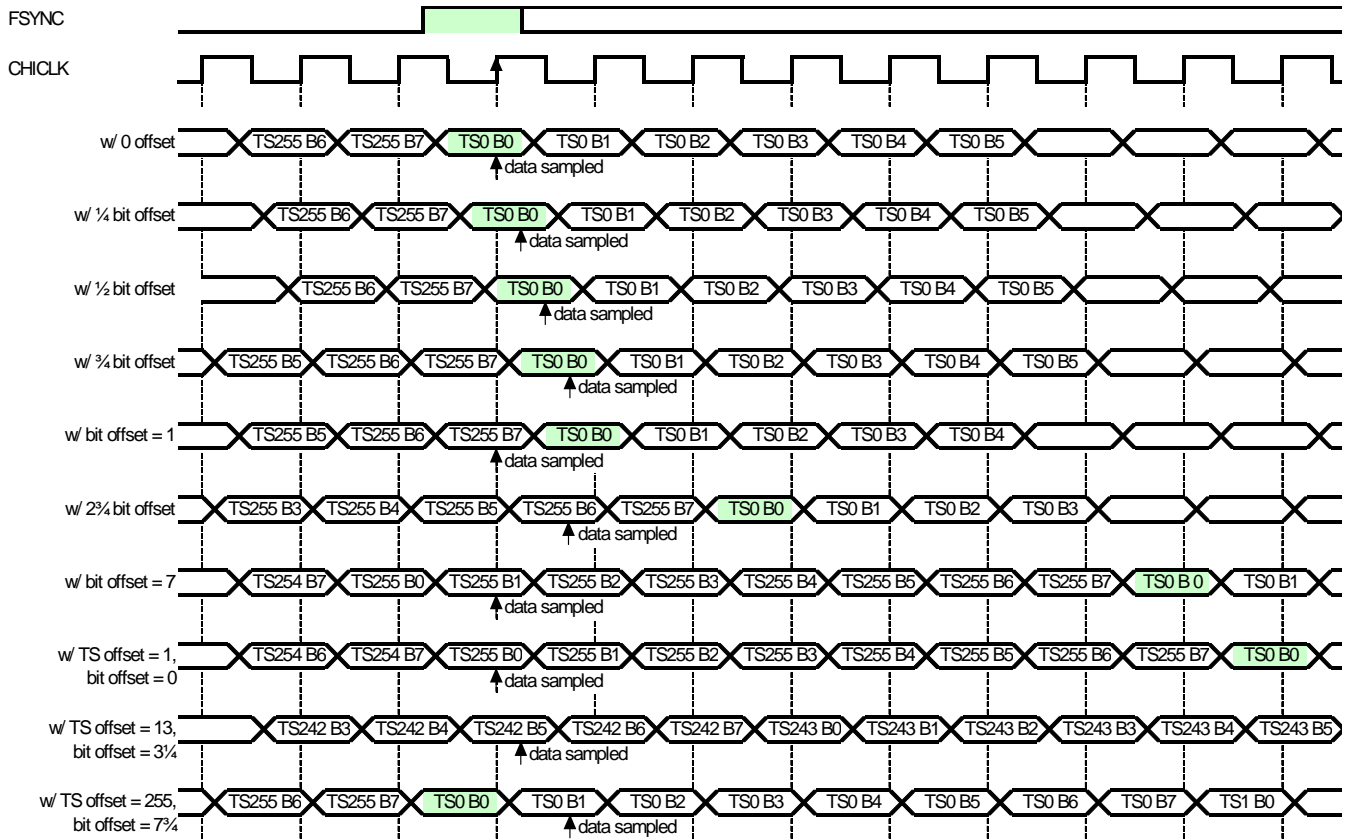 FSYNC
CHICLK
w/ 0 offset TS255 B6 TS255 B7 TS0 B0 TS0 B1 TS0 B2 TS0 B3 TS0 B4 TS0 B5
data sampled
w/ ¼ bit offset TS255 B6 TS255 B7 TS0 B0 TS0 B1 TS0 B2 TS0 B3 TS0 B4 TS0 B5
data sampled
w/ ½ bit offset TS255 B6 TS255 B7 TS0 B0 TS0 B1 TS0 B2 TS0 B3 TS0 B4 TS0 B5
data sampled
w/ ¾ bit offset TS255 B5 TS255 B6 TS255 B7 TS0 B0 TS0 B1 TS0 B2 TS0 B3 TS0 B4 TS0 B5
data sampled
w/ bit offset = 1 TS255 B5 TS255 B6 TS255 B7 TS0 B0 TS0 B1 TS0 B2 TS0 B3 TS0 B4
data sampled
w/ 2¾ bit offset TS255 B3 TS255 B4 TS255 B5 TS255 B6 TS255 B7 TS0 B0 TS0 B1 TS0 B2 TS0 B3
data sampled
w/ bit offset = 7 TS254 B7 TS255 B0 TS255 B1 TS255 B2 TS255 B3 TS255 B4 TS255 B5 TS255 B6 TS255 B7 TS0 B 0 TS0 B1
data sampled
w/ TS offset = 1, TS254 B6 TS254 B7 TS255 B0 TS255 B1 TS255 B2 TS255 B3 TS255 B4 TS255 B5 TS255 B6 TS255 B7 TS0 B0
bit offset = 0 data sampled
w/ TS offset = 13, TS242 B3 TS242 B4 TS242 B5 TS242 B6 TS242 B7 TS243 B0 TS243 B1 TS243 B2 TS243 B3 TS243 B4 TS243 B5
bit offset = 3¼ data sampled
w/ TS offset = 255, TS255 B6 TS255 B7 TS0 B0 TS0 B1 TS0 B2 TS0 B3 TS0 B4 TS0 B5 TS0 B6 TS0 B7 TS1 B0
bit offset = 7¾ data sampled